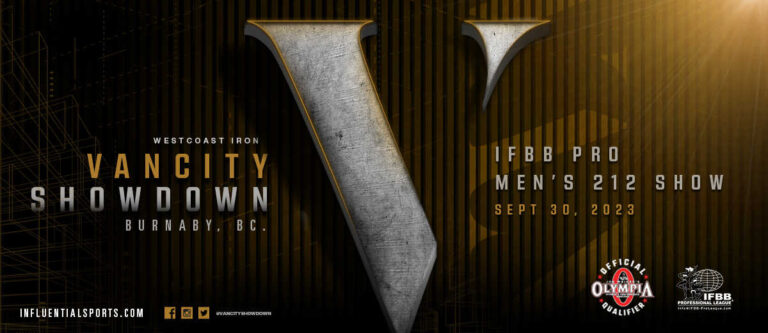 WESTCOAST IRON
VANCITY
SHOWDOWN
BURNABY, BC.
V
IFBB PRO
MEN'S 212 SHOW
SEPT 30, 2023
INFLUENTIALSPORTS.COM
@VANCITYSHOWDOWN
OFFICIAL
OLYMPIA
QUALIFIER
IFBB
PROFESSIONAL LEAGUE